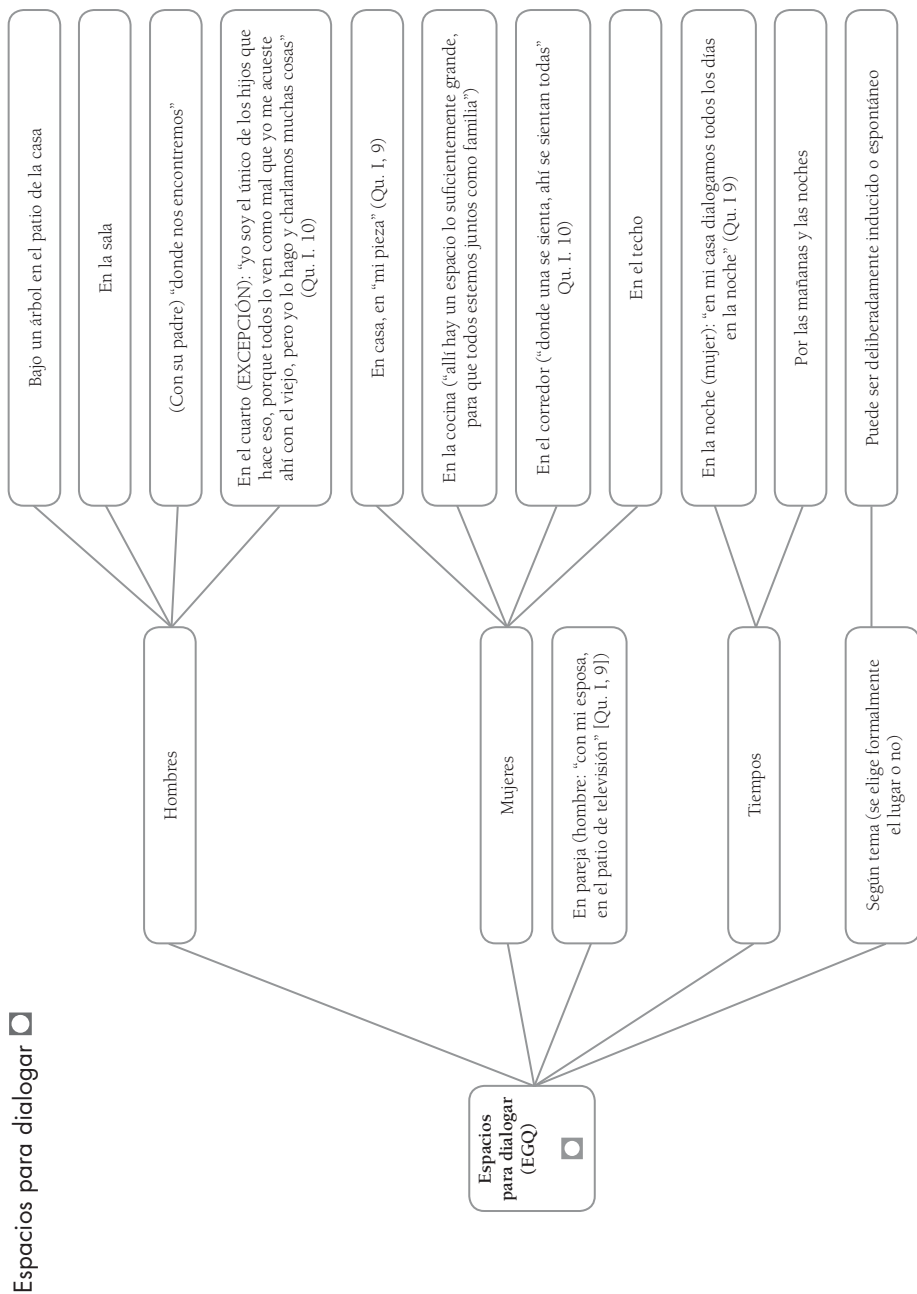 Espacios para dialogar
Espacios
para dialogar
(EGQ)
Hombres
Bajo un árbol en el patio de la casa
En la sala
(Con su padre) “donde nos encontremos”
En el cuarto (EXCEPCIÓN): “yo soy el único de los hijos que
hace eso, porque todos lo ven como mal que yo me acueste
ahí con el viejo, pero yo lo hago y charlamos muchas cosas”
(Qu. I. 10)
Mujeres
En casa, en “mi pieza” (Qu. I, 9)
En la cocina (“allí hay un espacio lo suficientemente grande,
para que todos estemos juntos como familia”)
En el corredor (“donde una se sienta, ahí se sientan todas”
Qu. I. 10)
En el techo
En pareja (hombre: “con mi esposa,
en el patio de televisión” [Qu. I, 9])
Tiempos
En la noche (mujer): “en mi casa dialogamos todos los días
en la noche” (Qu. I 9)
Por las mañanas y las noches
Según tema (se elige formalmente
el lugar o no)
Puede ser deliberadamente inducido o espontáneo